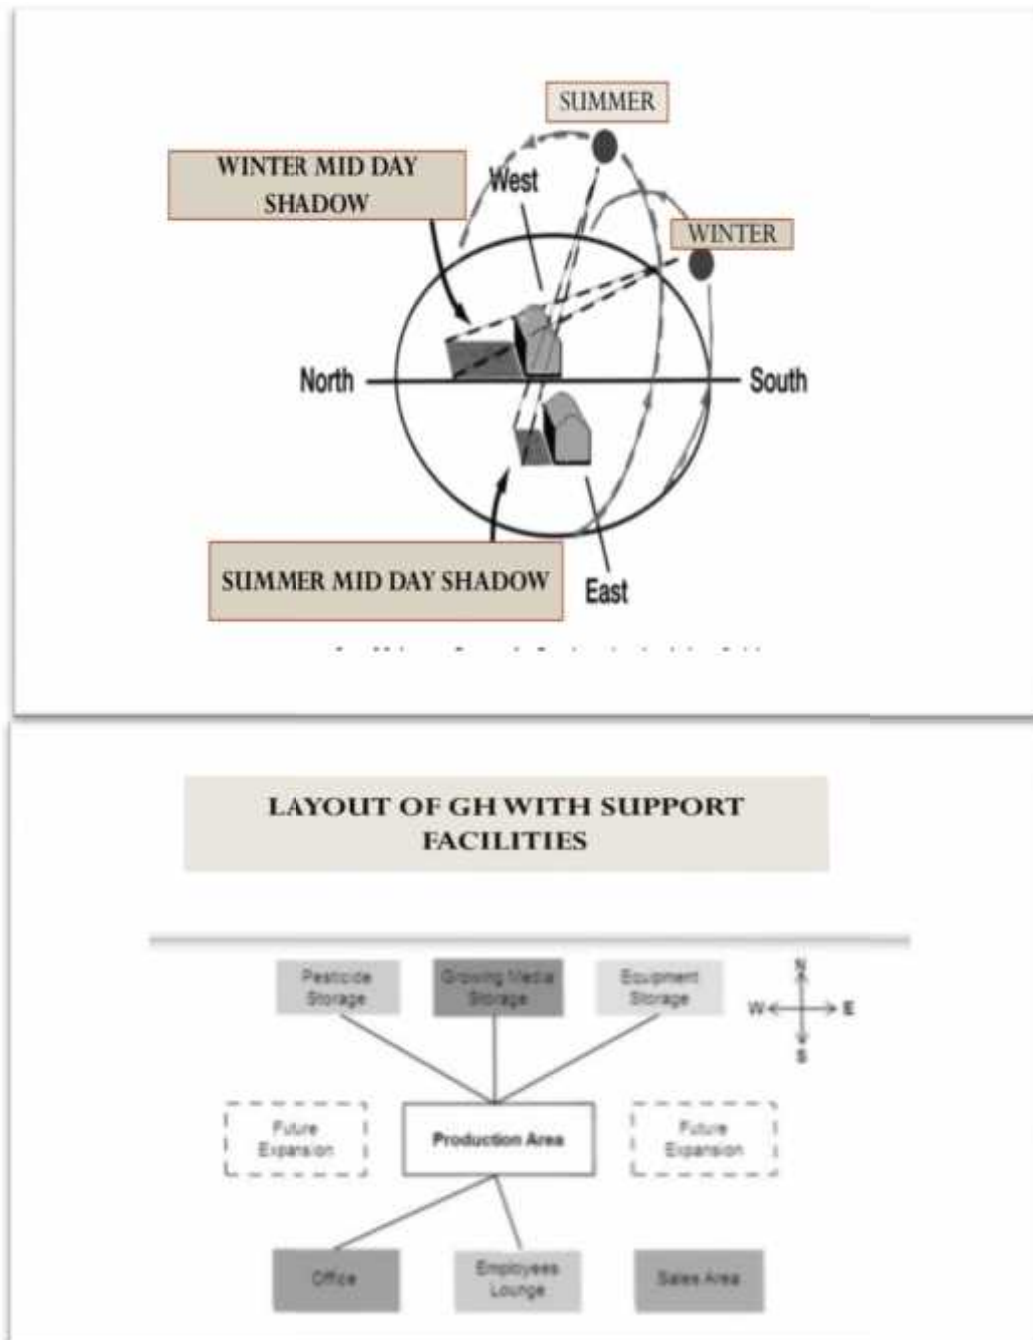 SUMMER
WINTER MID DAY
SHADOW
West
WINTER
North
South
SUMMER MID DAY SHADOW
East
LAYOUT OF GH WITH SUPPORT
FACILITIES
Pesticide
Storage
Growing Media
Storage
Equipment
Storage
N
W
E
S
Future
Expansion
Production Area
Future
Expansion
Office
Employees
Lounge
Sales Area